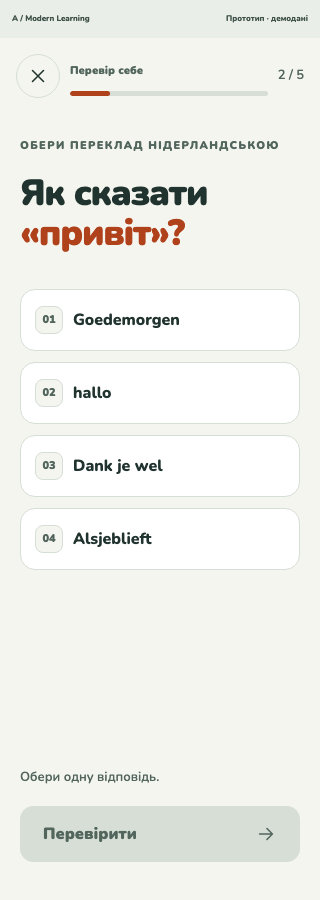 A / Modern Learning
Прототип · демодані
Перевір себе
2 / 5
ОБЕРИ ПЕРЕКЛАД НІДЕРЛАНДСЬКОЮ
Як сказати
«привіт»?
01 Goedemorgen
02 hallo
03 Dank je wel
04 Alsjeblieft
Обери одну відповідь.
Перевірити